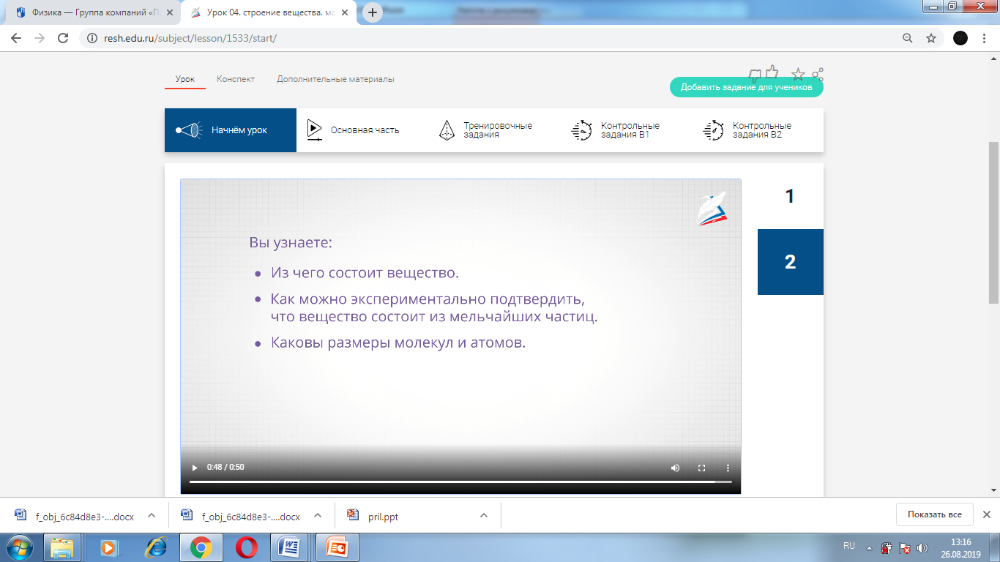 Физика — Группа компаний «П
Урок 04. строение вещества. мо
resh.edu.ru/subject/lesson/1533/start/
Урок
Конспект
Дополнительные материалы
Добавить задание для учеников
Начнём урок
Основная часть
Тренировочные
задания
Контрольные
задания В1
Контрольные
задания В2
1
2
Вы узнаете:
• Из чего состоит вещество.
• Как можно экспериментально подтвердить,
что вещество состоит из мельчайших частиц.
• Каковы размеры молекул и атомов.
0:48 / 0:50
f_obj_6c84d8e3-....docx
f_obj_6c84d8e3-....docx
pril.ppt
Показать все
RU
13:16
26.08.2019